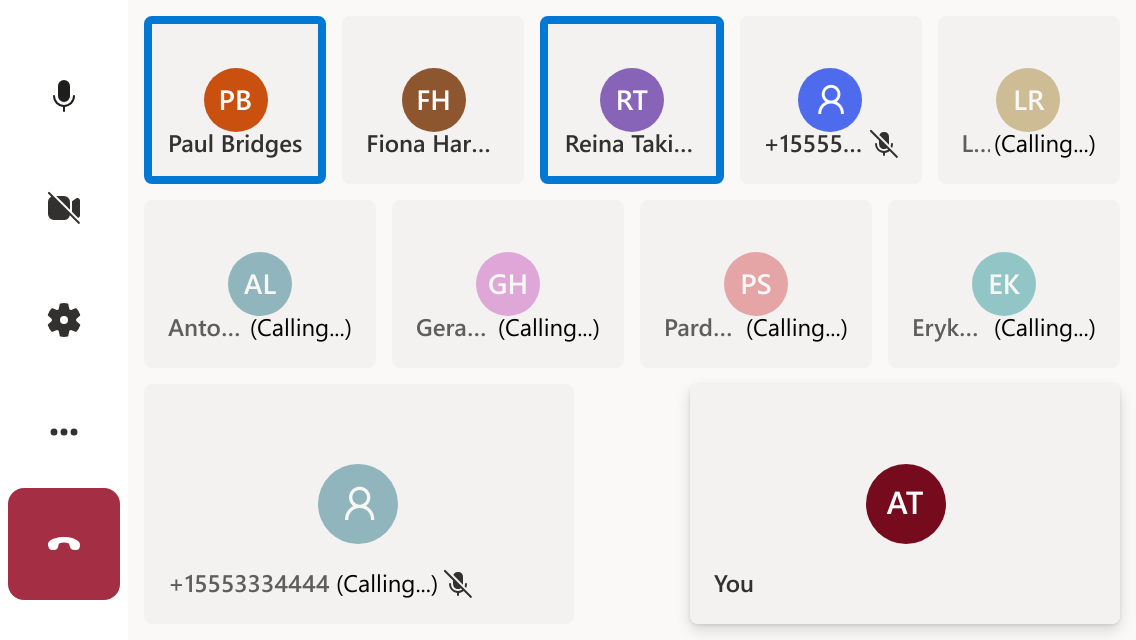 PB
Paul Bridges
FH
Fiona Har...
RT
Reina Taki...
+15555...
LR
L... (Calling...)
AL
Anto... (Calling...)
GH
Gera... (Calling...)
PS
Pard... (Calling...)
EK
Eryk... (Calling...)
+15553334444 (Calling...)
AT
You